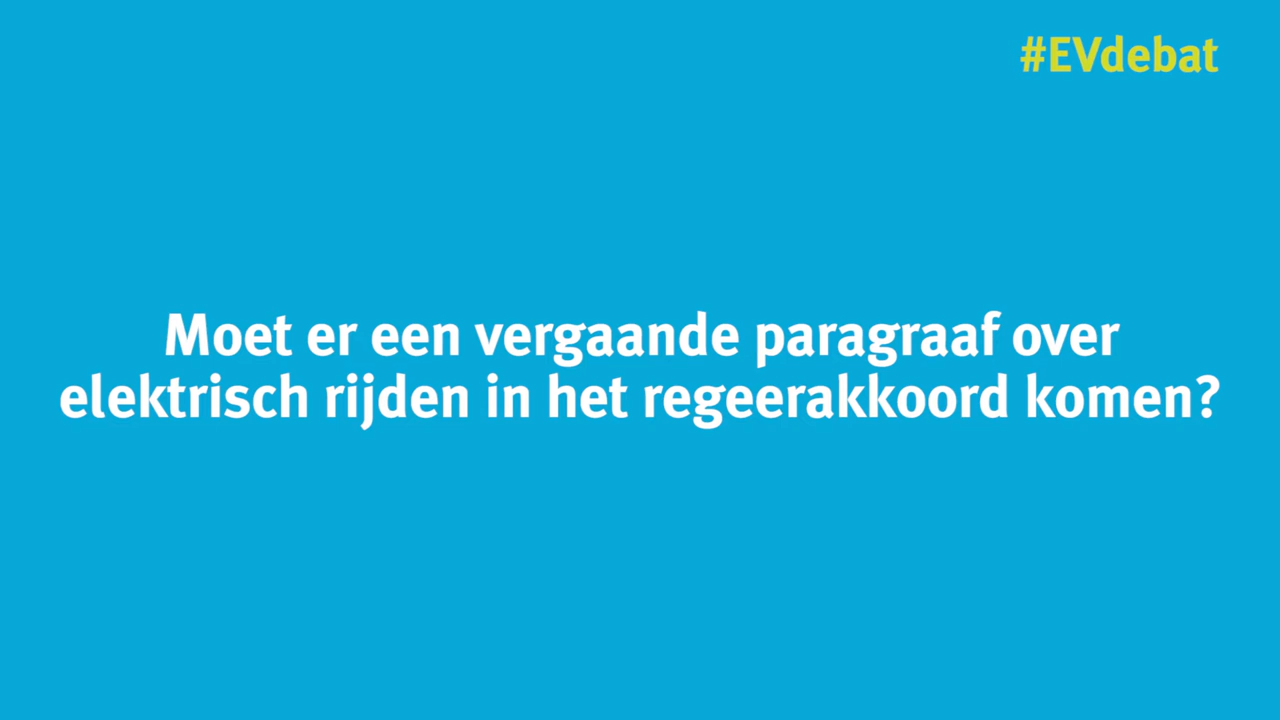 #EVdebat
Moet er een vergaande paragraaf over
elektrisch rijden in het regeerakkoord komen?